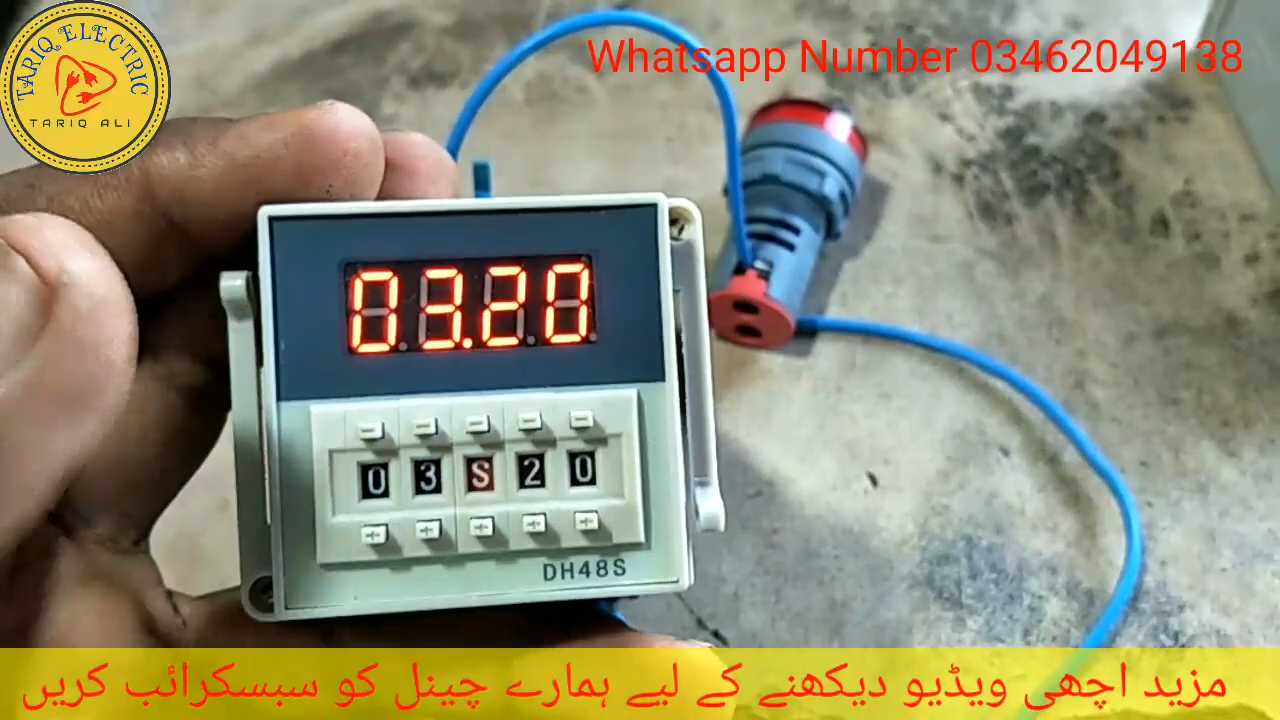 TARIQ ELECTRIC
TARIQ ALI
Whatsapp Number 03462049138
03.20
0 3 S 2 0
DH48S
مزید اچھی ویڈیو دیکھنے کے لیے ہمارے چینل کو سبسکرائب کریں